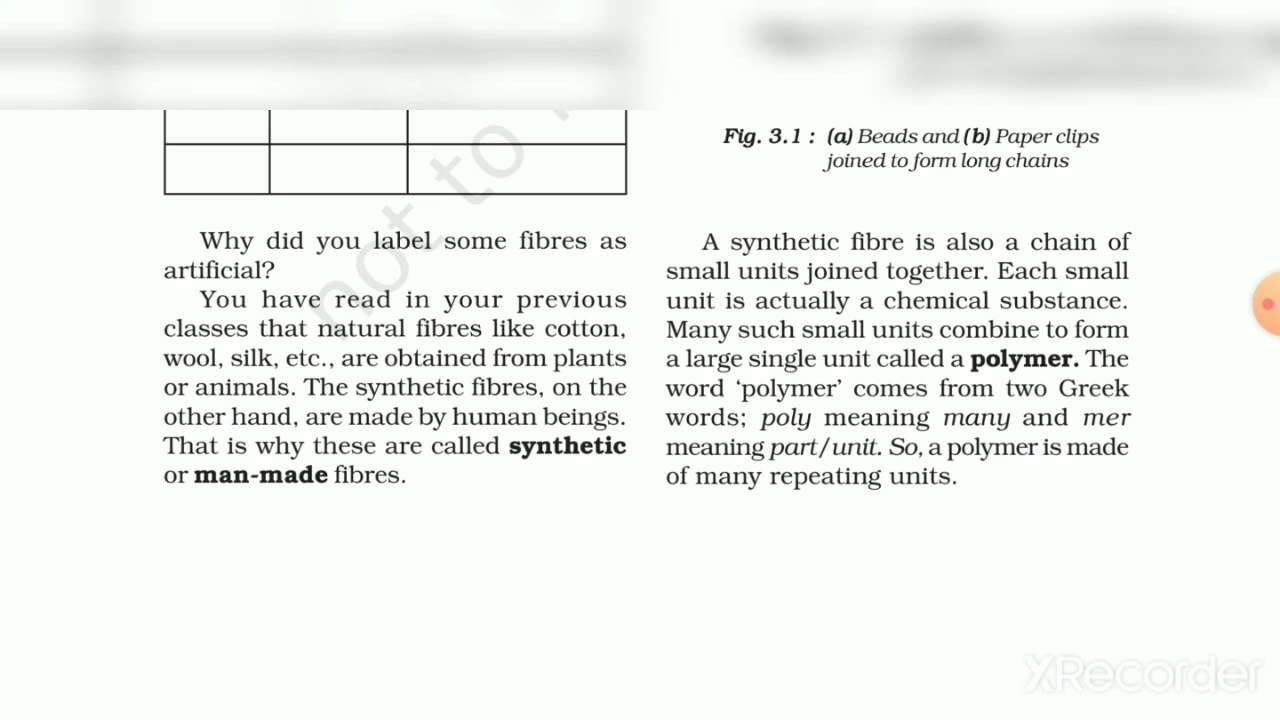 not to
Why did you label some fibres as
artificial?
You have read in your previous
classes that natural fibres like cotton,
wool, silk, etc., are obtained from plants
or animals. The synthetic fibres, on the
other hand, are made by human beings.
That is why these are called synthetic
or man-made fibres.
Fig. 3.1 : (a) Beads and (b) Paper clips
joined to form long chains
A synthetic fibre is also a chain of
small units joined together. Each small
unit is actually a chemical substance.
Many such small units combine to form
a large single unit called a polymer. The
word ‘polymer’ comes from two Greek
words; poly meaning many and mer
meaning part/unit. So, a polymer is made
of many repeating units.
XRecorder